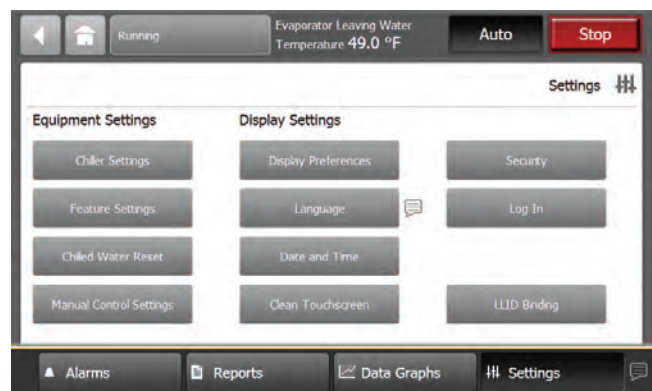 Running
Evaporator Leaving Water
Temperature 49.0 °F
Auto
Stop
Settings
Equipment Settings
Display Settings
Chiller Settings
Display Preferences
Security
Feature Settings
Language
Log In
Chilled Water Reset
Date and Time
Manual Control Settings
Clean Touchscreen
LLID Binding
Alarms
Reports
Data Graphs
Settings